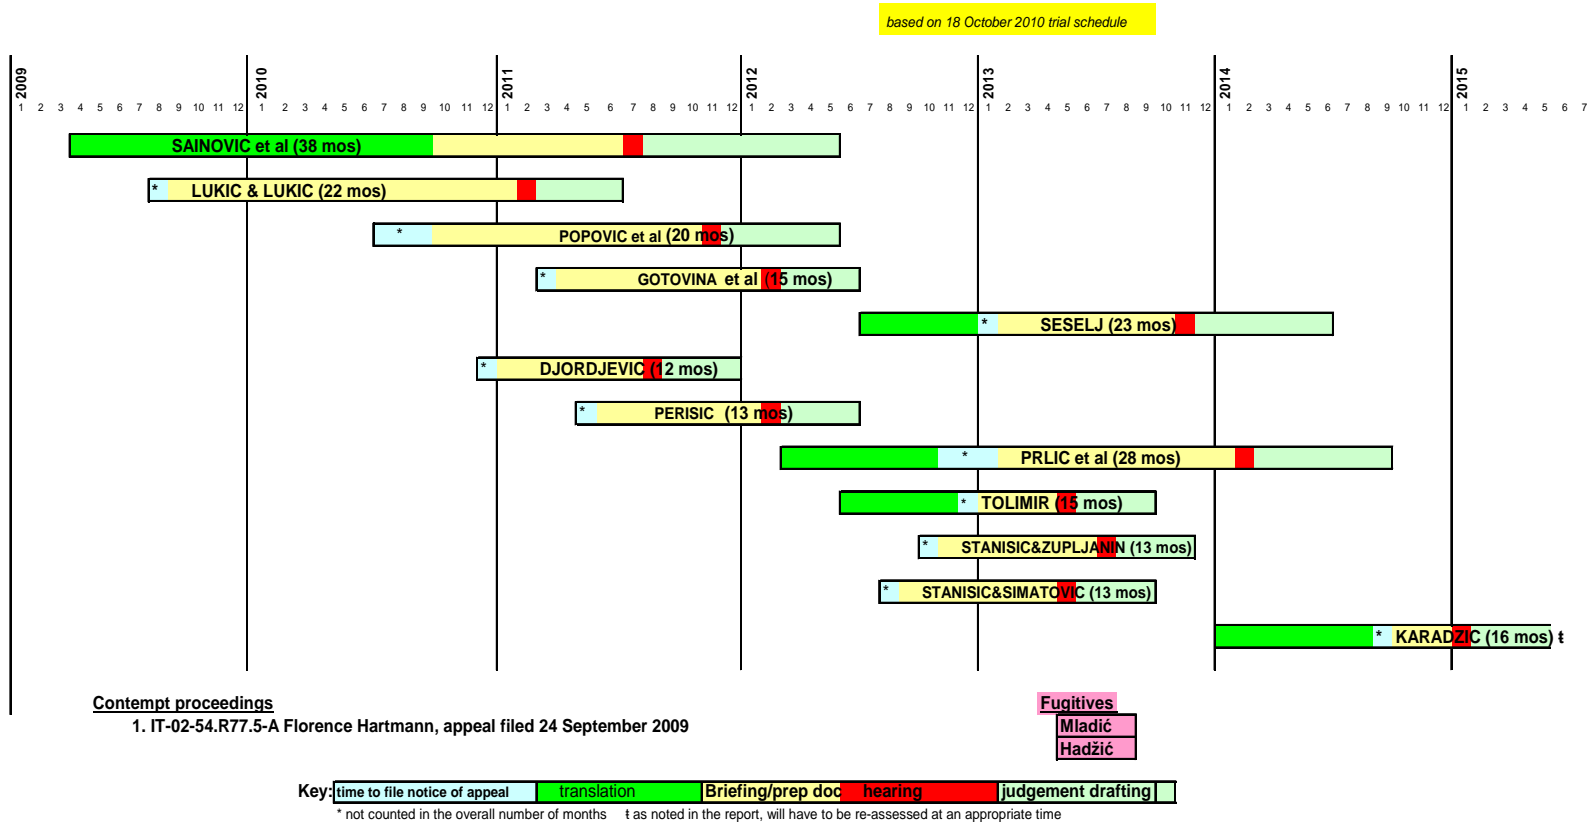 based on 18 October 2010 trial schedule
2009 2010 2011 2012 2013 2014 2015
1 2 3 4 5 6 7 8 9 10 11 12 1 2 3 4 5 6 7 8 9 10 11 12 1 2 3 4 5 6 7 8 9 10 11 12 1 2 3 4 5 6 7 8 9 10 11 12 1 2 3 4 5 6 7 8 9 10 11 12 1 2 3 4 5 6 7 8 9 10 11 12 1 2 3 4 5 6 7
SAINOVIC et al (38 mos)
* LUKIC & LUKIC (22 mos)
* POPOVIC et al (20 mos)
* GOTOVINA et al (15 mos)
* SESELJ (23 mos)
* DJORDJEVIC (12 mos)
* PERISIC (13 mos)
* PRLIC et al (28 mos)
* TOLIMIR (15 mos)
* STANISIC&ZUPLJANIN (13 mos)
* STANISIC&SIMATOVIC (13 mos)
* KARADZIC (16 mos) ŧ
Contempt proceedings
1. IT-02-54.R77.5-A Florence Hartmann, appeal filed 24 September 2009
Fugitives
Mladić
Hadžić
Key: time to file notice of appeal translation Briefing/prep doc hearing judgement drafting
* not counted in the overall number of months ŧ as noted in the report, will have to be re-assessed at an appropriate time